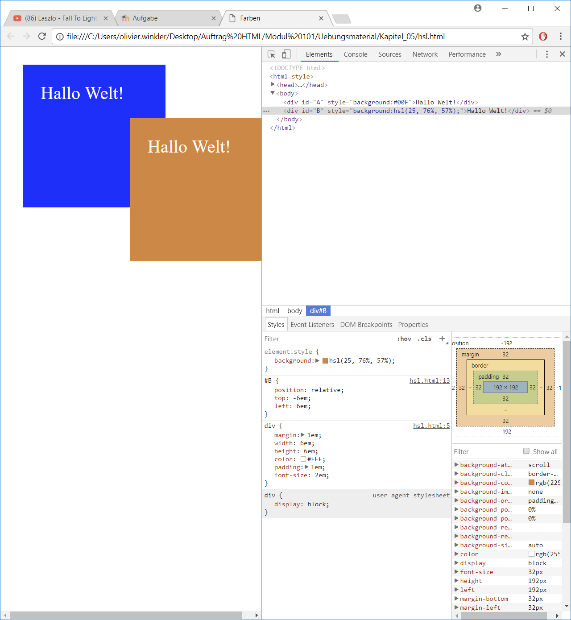 (86) Laszlo - Fall To Light
Aufgabe
Farben
file:///C:/Users/olivier.winkler/Desktop/Auftrag%20HTML/Modul%20101/Uebungsmaterial/Kapitel_05/hsl.html
Hallo Welt!
Hallo Welt!
Elements Console Sources Network Memory »
<!DOCTYPE html>
<html style>
<head>…</head>
<body>
<div id="A" style="background:#00F">Hallo Welt!</div>
<div id="B" style="background:hsl(25, 76%, 57%);">Hallo Welt!</div> == $0
</body>
</html>
html body div#B
Styles Event Listeners DOM Breakpoints Properties
Filter :hov .cls +
element.style {
background: hsl(25, 76%, 57%);
}
#B { hsl.html:13
position: relative;
top: -6em;
left: 6em;
}
div { hsl.html:5
margin: 1em;
width: 6em;
height: 6em;
color: #FFF;
padding: 1em;
font-size: 2em;
}
div { user agent stylesheet
display: block;
}
osition -192
margin 32
border -
padding 32
32 - 32 192 × 192 32 - 32
32
-
32
192
Filter Show all
background-at… scroll
background-cl… border-…
background-co… rgb(229
background-im… none
background-or… padding…
background-po… 0%
background-po… 0%
background-re…
background-re…
background-si… auto
color rgb(255
display block
font-size 32px
height 192px
left 192px
margin-bottom 32px
margin-left 32px